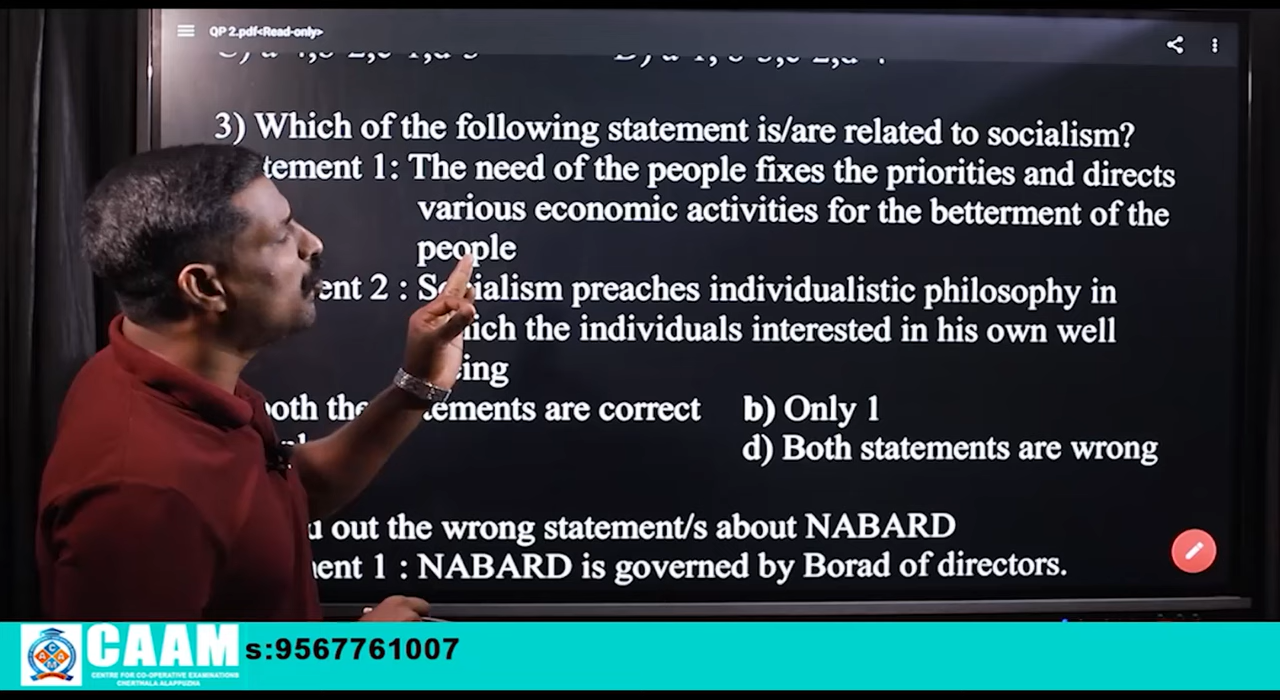 QP 2.pdf<Read-only>
3) Which of the following statement is/are related to socialism?
tement 1: The need of the people fixes the priorities and directs
various economic activities for the betterment of the
people
ent 2 : Socialism preaches individualistic philosophy in
ich the individuals interested in his own well
ing
oth the tements are correct b) Only 1
d) Both statements are wrong
out the wrong statement/s about NABARD
ent 1 : NABARD is governed by Borad of directors.
CAAM s:9567761007
CENTRE FOR CO-OPERATIVE EXAMINATIONS
CHERTHALA ALAPPUZHA